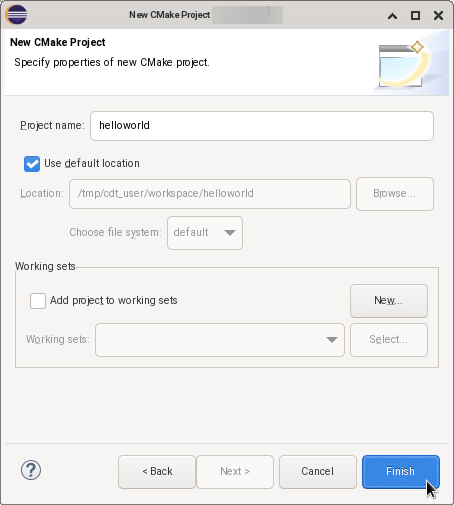 New CMake Project
New CMake Project
Specify properties of new CMake project.
Project name: helloworld
Use default location
Location: /tmp/cdt_user/workspace/helloworld Browse...
Choose file system: default
Working sets
Add project to working sets New...
Working sets: Select...
? < Back Next > Cancel Finish